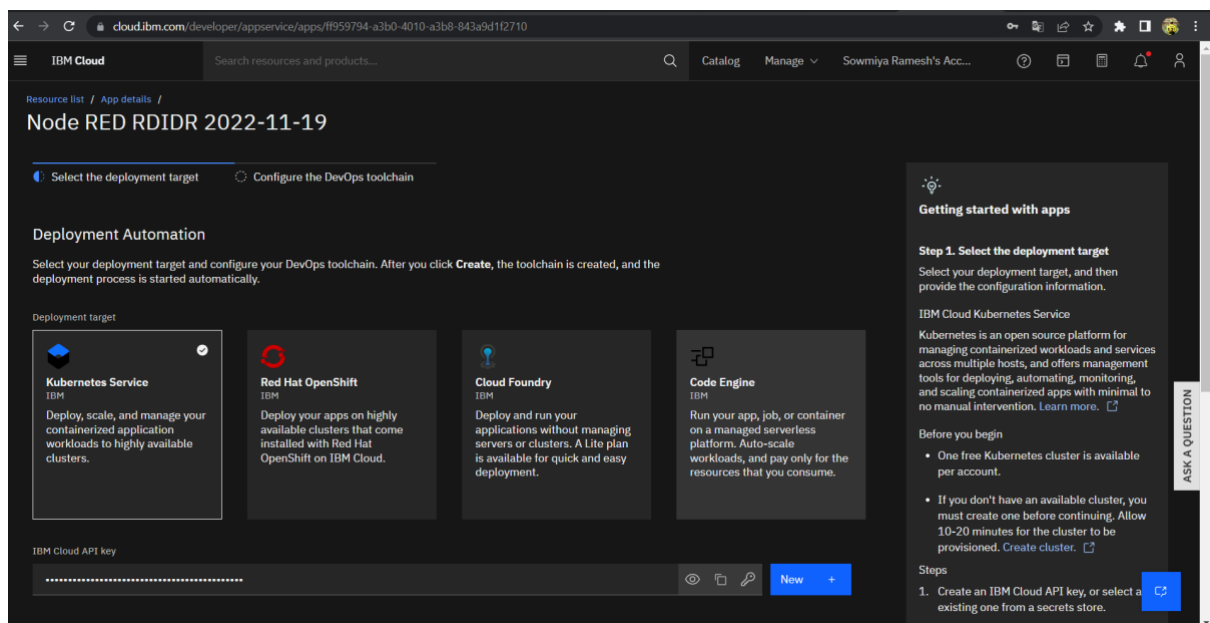 cloud.ibm.com/developer/appservice/apps/ff959794-a3b0-4010-a3b8-843a9d1f2710
IBM Cloud
Search resources and products...
Catalog
Manage
Sowmiya Ramesh's Acc...
Resource list / App details /
Node RED RDIDR 2022-11-19
Select the deployment target
Configure the DevOps toolchain
Deployment Automation
Select your deployment target and configure your DevOps toolchain. After you click Create, the toolchain is created, and the
deployment process is started automatically.
Deployment target
Kubernetes Service
IBM
Deploy, scale, and manage your
containerized application
workloads to highly available
clusters.
Red Hat OpenShift
IBM
Deploy your apps on highly
available clusters that come
installed with Red Hat
OpenShift on IBM Cloud.
Cloud Foundry
IBM
Deploy and run your
applications without managing
servers or clusters. A Lite plan
is available for quick and easy
deployment.
Code Engine
IBM
Run your app, job, or container
on a managed serverless
platform. Auto-scale
workloads, and pay only for the
resources that you consume.
IBM Cloud API key
New +
Getting started with apps
Step 1. Select the deployment target
Select your deployment target, and then
provide the configuration information.
IBM Cloud Kubernetes Service
Kubernetes is an open source platform for
managing containerized workloads and services
across multiple hosts, and offers management
tools for deploying, automating, monitoring,
and scaling containerized apps with minimal to
no manual intervention. Learn more.
Before you begin
• One free Kubernetes cluster is available
per account.
• If you don't have an available cluster, you
must create one before continuing. Allow
10-20 minutes for the cluster to be
provisioned. Create cluster.
Steps
1. Create an IBM Cloud API key, or select a
existing one from a secrets store.
ASK A QUESTION